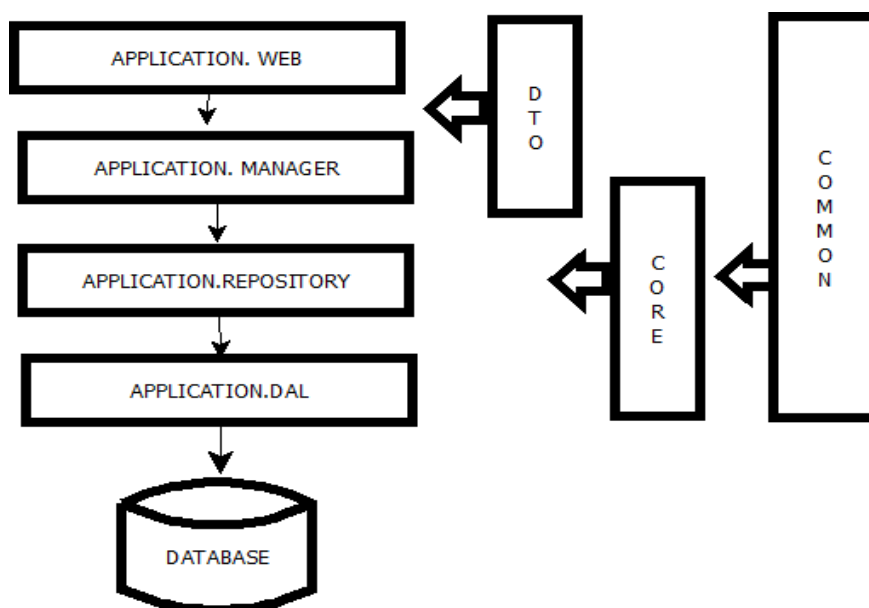 APPLICATION. WEB
APPLICATION. MANAGER
APPLICATION.REPOSITORY
APPLICATION.DAL
DATABASE
D
T
O
C
O
R
E
C
O
M
M
O
N